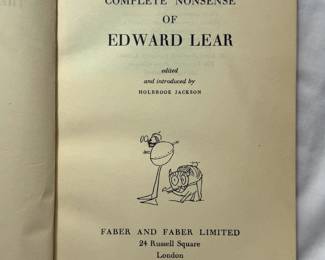 COMPLETE NONSENSE
OF
EDWARD LEAR
edited
and introduced by
HOLBROOK JACKSON
FABER AND FABER LIMITED
24 Russell Square
London